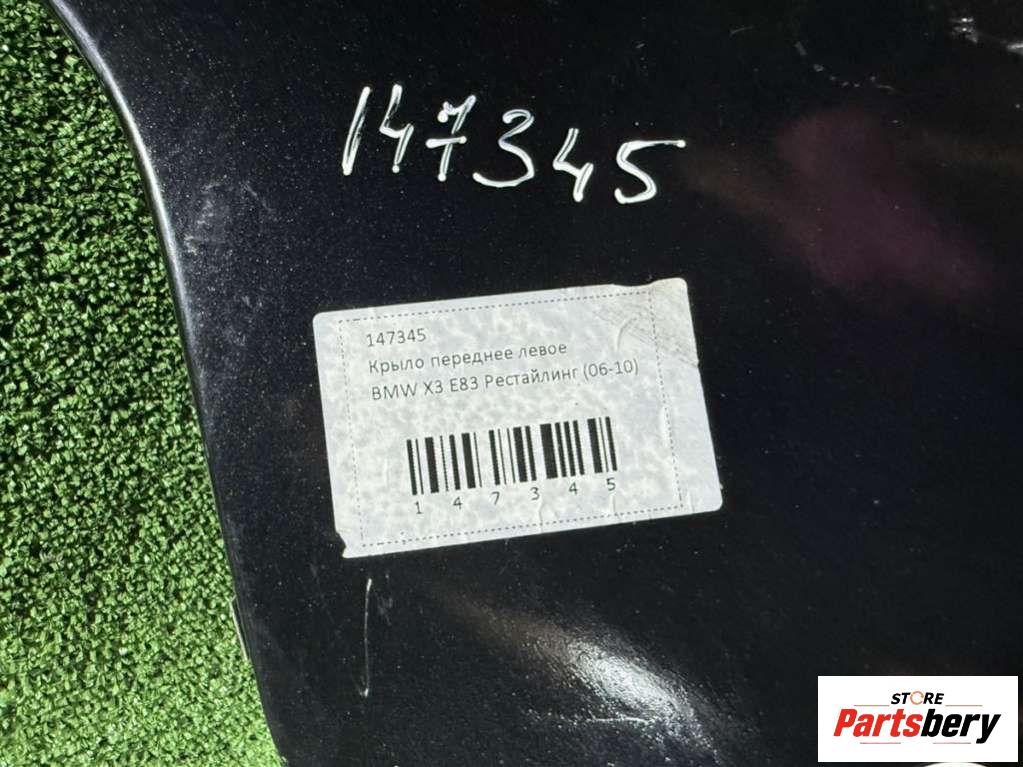 147345
147345
Крыло переднее левое
BMW X3 E83 Рестайлинг (06-10)
1 4 7 3 4 5
STORE
Partsbery